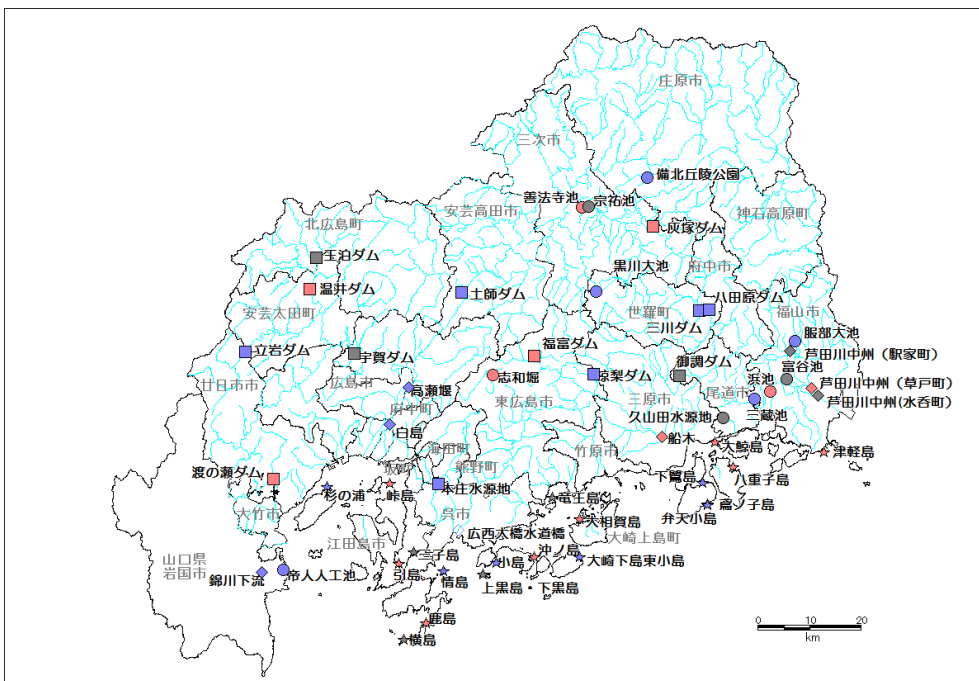 庄原市
三次市
備北丘陵公園
善法寺池
宗祐池
安芸高田市
神石高原町
北広島町
灰塚ダム
府中市
玉泊ダム
黒川大池
温井ダム
土師ダム
八田原ダム
安芸太田町
世羅町
福山市
三川ダム
服部大池
立岩ダム
宇賀ダム
福富ダム
御調ダム
芦田川中州（駅家町）
富谷池
廿日市市
広島市
志和堀
椋梨ダム
浜池
芦田川中州（草戸町）
高瀬堰
東広島市
三原市
尾道市
芦田川中州(水呑町)
府中町
久山田水源地
三蔵池
白島
海田町
船木
大鯨島
竹原市
津軽島
坂町
熊野町
渡の瀬ダム
下鴛島
八重子島
杉の浦
峠島
本庄水源地
竜王島
弁天小島
鳶ノ子島
大竹市
呉市
大相賀島
広西大橋水道橋
大崎上島町
江田島市
三子島
沖ノ島
山口県
岩国市
小島
大崎下島東小島
錦川下流
帝人人工池
引島
情島
上黒島・下黒島
鹿島
横島
0 10 20
km